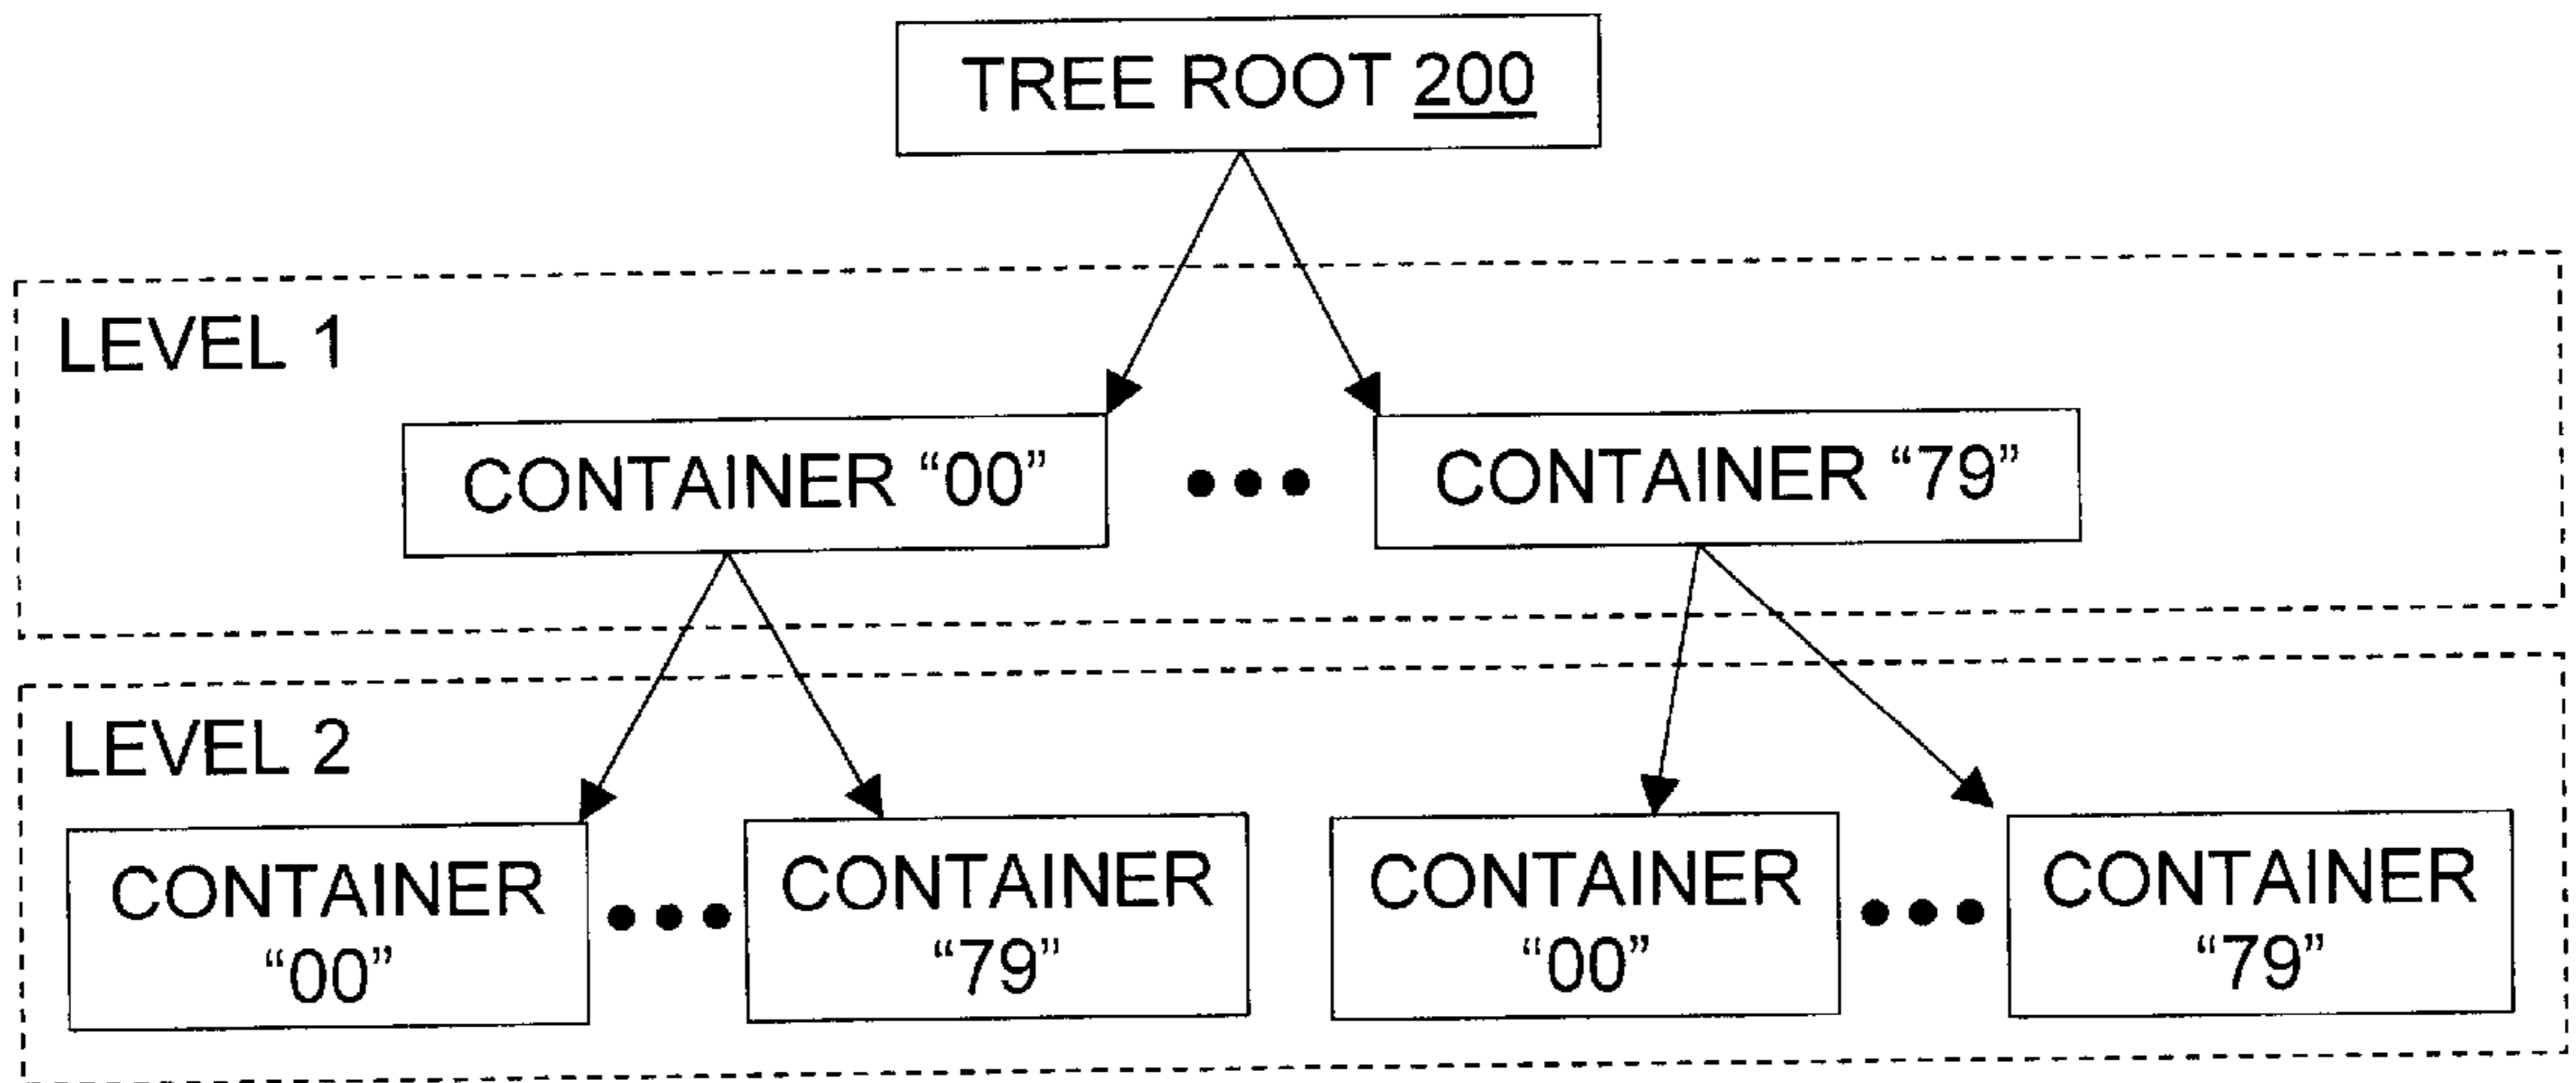 TREE ROOT 200
LEVEL 1
CONTAINER “00”
CONTAINER “79”
LEVEL 2
CONTAINER
“00”
CONTAINER
“79”
CONTAINER
“00”
CONTAINER
“79”